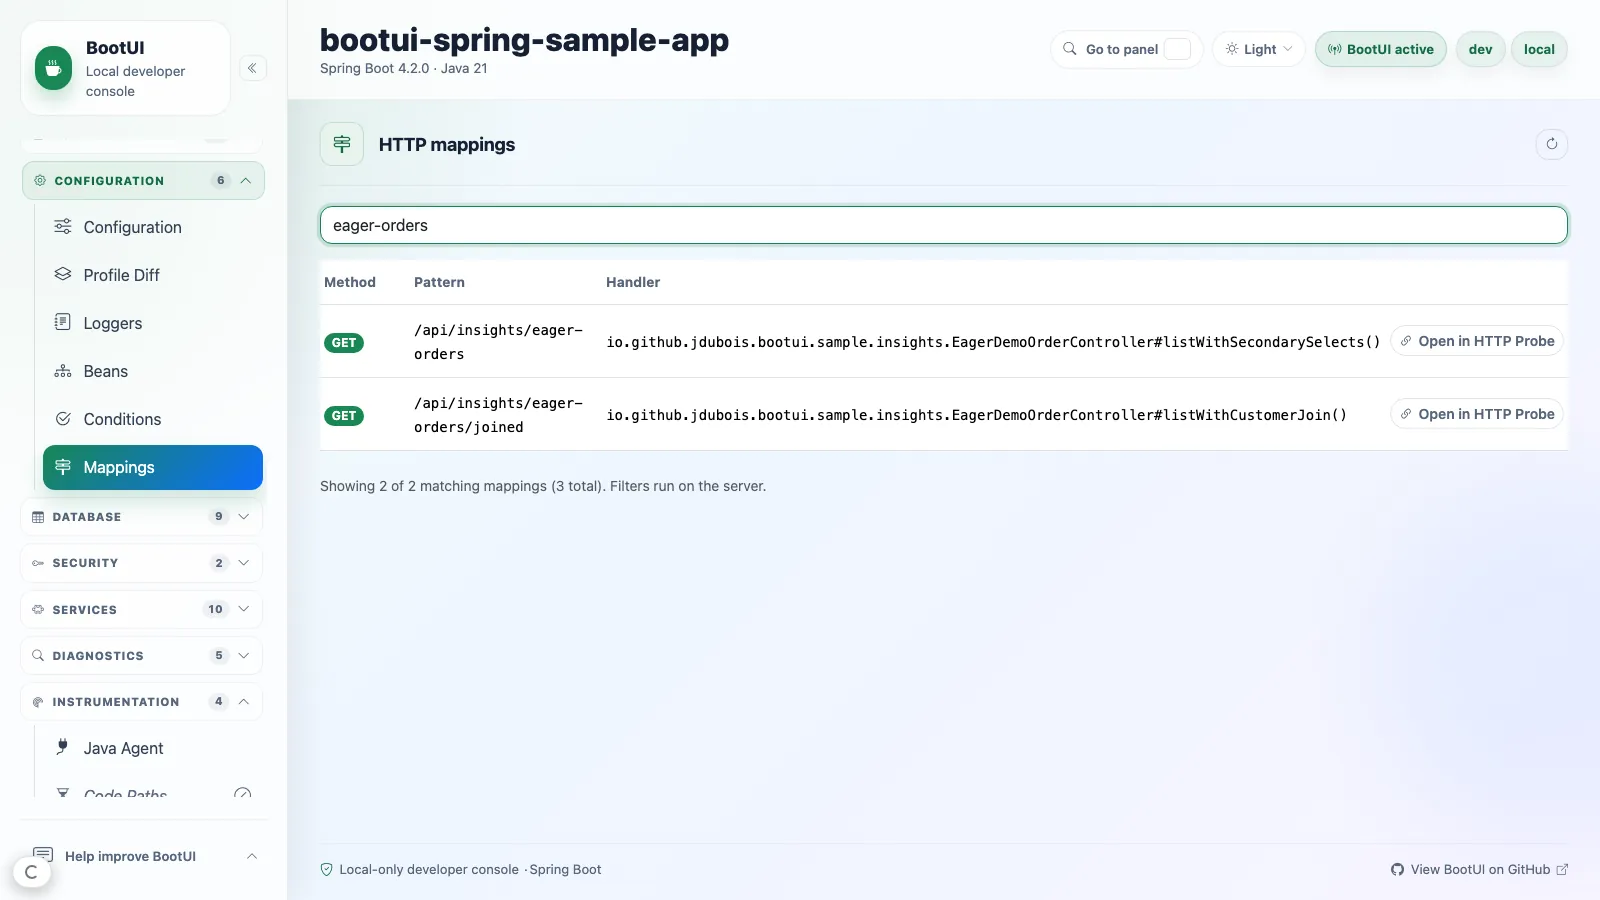 BootUI
Local developer
console
CONFIGURATION 6
Configuration
Profile Diff
Loggers
Beans
Conditions
Mappings
DATABASE 9
SECURITY 2
SERVICES 10
DIAGNOSTICS 5
INSTRUMENTATION 4
Java Agent
Code Paths
Help improve BootUI
C
bootui-spring-sample-app
Spring Boot 4.2.0 · Java 21
Go to panel
Light
BootUI active
dev
local
HTTP mappings
eager-orders
Method Pattern Handler
GET /api/insights/eager-
orders
io.github.jdubois.bootui.sample.insights.EagerDemoOrderController#listWithSecondarySelects()
Open in HTTP Probe
GET /api/insights/eager-
orders/joined
io.github.jdubois.bootui.sample.insights.EagerDemoOrderController#listWithCustomerJoin()
Open in HTTP Probe
Showing 2 of 2 matching mappings (3 total). Filters run on the server.
Local-only developer console · Spring Boot
View BootUI on GitHub